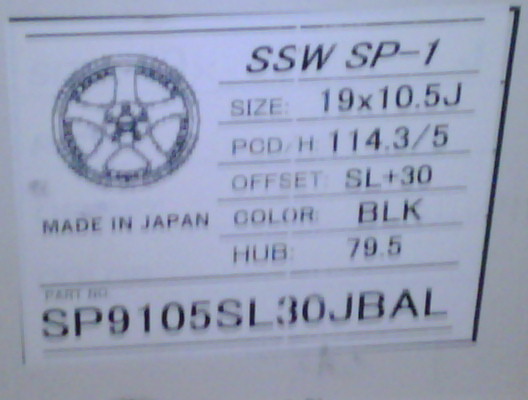 SSW SP-1
SIZE: 19x10.5J
PCD/H 114.3/5
OFFSET: SL+30
MADE IN JAPAN
COLOR: BLK
HUB: 79.5
PART NO
SP9105SL30JBAL